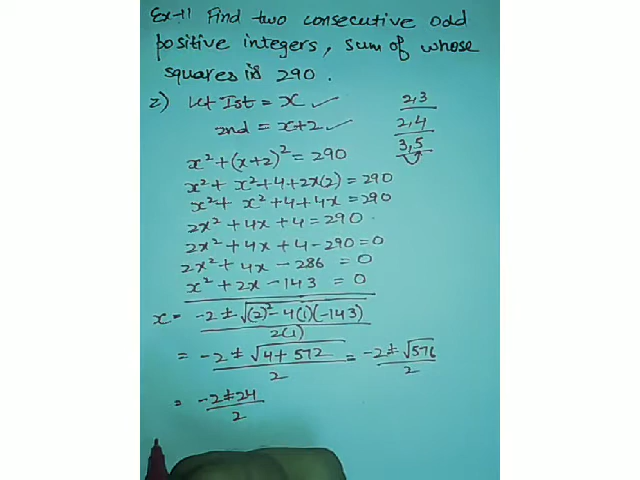 Ex-11 Find two consecutive odd
positive integers, sum of whose
squares is 290.
2) Let Ist = x ✓
2nd = x+2 ✓
2,3
2,4
3,5
x²+(x+2)² = 290
x²+ x²+4+2x(2) = 290
x²+ x²+4+4x = 290
2x² +4x +4 = 290
2x² +4x +4 -290 = 0
2x² +4x - 286 = 0
x² +2x -143 = 0
x = -2 ± √(2)²-4(1)(-143) / 2(1)
= -2 ± √4+572 / 2 = -2 ± √576 / 2
= -2 ± 24 / 2